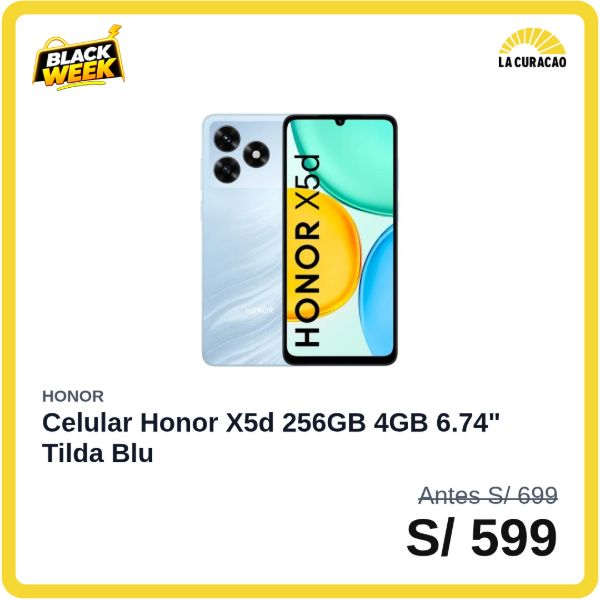 BLACK
WEEK
LA CURACAO
HONOR X5d
HONOR
HONOR
Celular Honor X5d 256GB 4GB 6.74"
Tilda Blu
Antes S/ 699
S/ 599